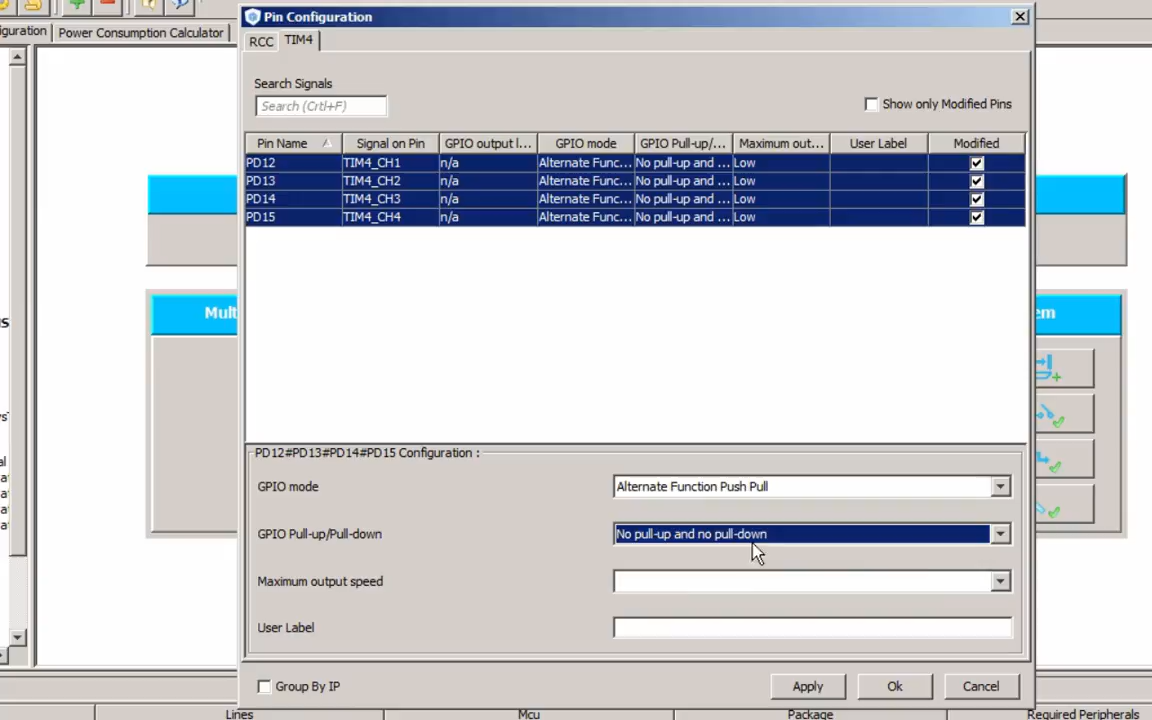 Pin Configuration
guration
Power Consumption Calculator
RCC
TIM4
Search Signals
Search (Crtl+F)
Show only Modified Pins
Pin Name Signal on Pin GPIO output l... GPIO mode GPIO Pull-up/... Maximum out... User Label Modified
PD12 TIM4_CH1 n/a Alternate Func... No pull-up and ... Low
PD13 TIM4_CH2 n/a Alternate Func... No pull-up and ... Low
PD14 TIM4_CH3 n/a Alternate Func... No pull-up and ... Low
PD15 TIM4_CH4 n/a Alternate Func... No pull-up and ... Low
Mult
em
PD12#PD13#PD14#PD15 Configuration :
GPIO mode Alternate Function Push Pull
GPIO Pull-up/Pull-down No pull-up and no pull-down
Maximum output speed
User Label
Group By IP
Apply
Ok
Cancel
Lines Mcu Package Required Peripherals